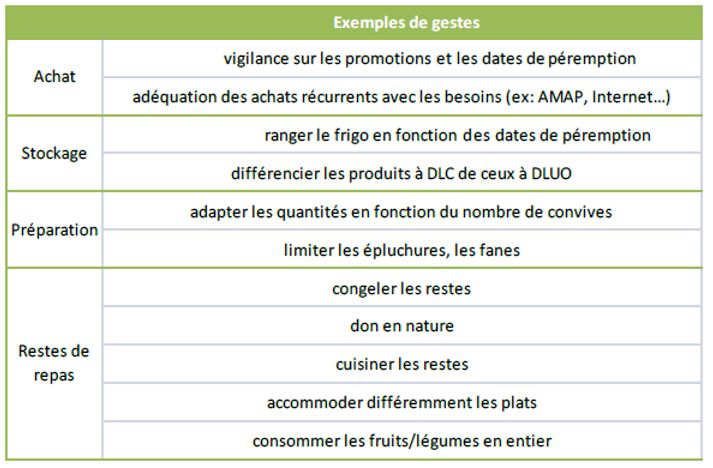 Exemples de gestes
Achat
vigilance sur les promotions et les dates de péremption
adéquation des achats récurrents avec les besoins (ex: AMAP, Internet…)
Stockage
ranger le frigo en fonction des dates de péremption
différencier les produits à DLC de ceux à DLUO
Préparation
adapter les quantités en fonction du nombre de convives
limiter les épluchures, les fanes
Restes de
repas
congeler les restes
don en nature
cuisiner les restes
accommoder différemment les plats
consommer les fruits/légumes en entier